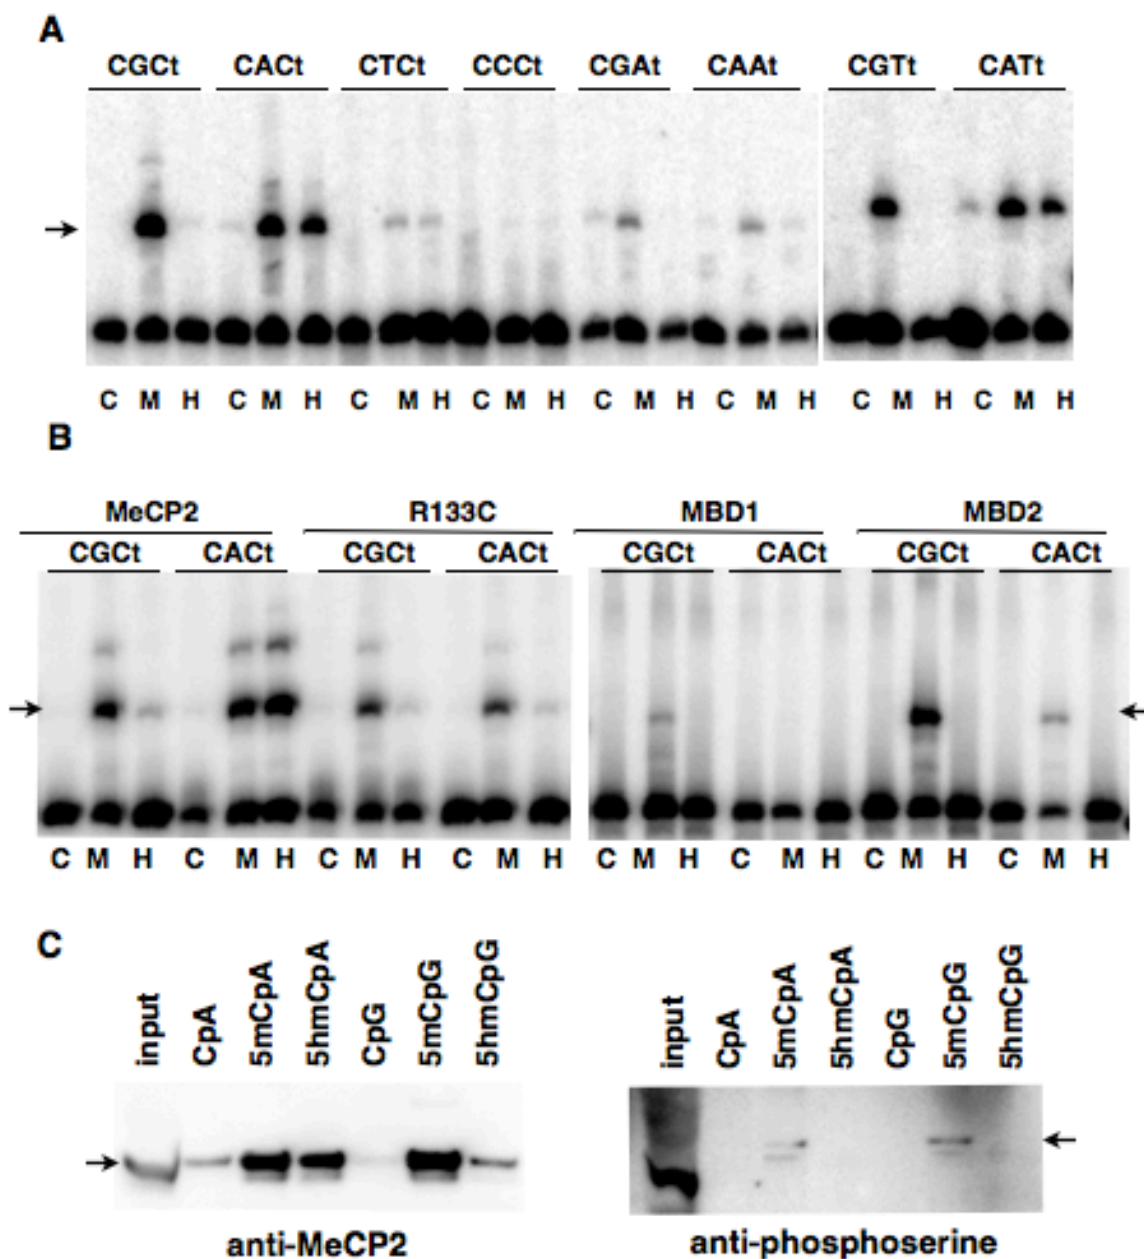 A
CGCt CACt CTCt CCCt CGAt CAAt CGTt CATt
C M H C M H C M H C M H C M H C M H C M H C M H
B
MeCP2 R133C MBD1 MBD2
CGCt CACt CGCt CACt CGCt CACt CGCt CACt
C M H C M H C M H C M H C M H C M H C M H C M H
C
input CpA 5mCpA 5hmCpA CpG 5mCpG 5hmCpG input CpA 5mCpA 5hmCpA CpG 5mCpG 5hmCpG
anti-MeCP2 anti-phosphoserine